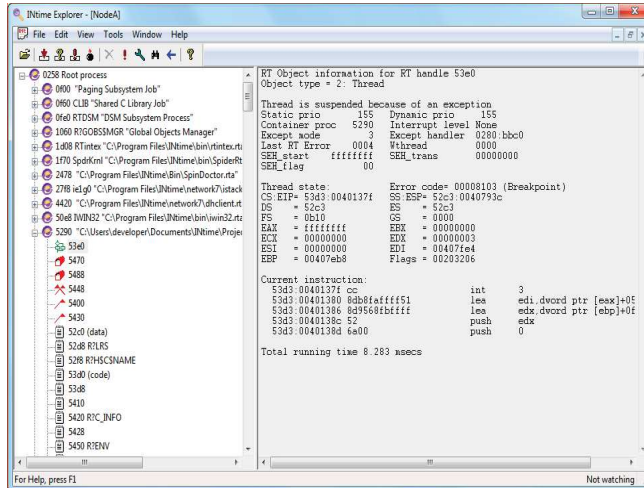 INtime Explorer - [NodeA]
File Edit View Tools Window Help
0258 Root process
0f00 "Paging Subsystem Job"
0f60 CLIB "Shared C Library Job"
0fe0 RTDSM "DSM Subsystem Process"
1060 R?GOBSMGR "Global Objects Manager"
1d08 RTintex "C:\Program Files\INtime\bin\rtintex.rta
1f70 SpdrKrnl "C:\Program Files\INtime\bin\SpiderRt
2478 "C:\Program Files\INtime\Bin\SpinDoctor.rta"
27f8 ie1g0 "C:\Program Files\INtime\network7\istack
4420 "C:\Program Files\INtime\network7\dhclient.rt
50e8 IWIN32 "C:\Program Files\INtime\bin\iwin32.rta
5290 "C:\Users\developer\Documents\INtime\Projec
53e0
5470
5488
5448
5400
5430
52c0 (data)
52d8 R?LRS
52f8 R?HSC$NAME
53d0 (code)
53d8
5410
5420 R?C_INFO
5428
5450 R?ENV
RT Object information for RT handle 53e0
Object type = 2: Thread
Thread is suspended because of an exception
Static prio 155 Dynamic prio 155
Container proc 5290 Interrupt level None
Except mode 3 Except handler 0280:bbc0
Last RT Error 0004 Wthread 0000
SEH_start ffffffff SEH_trans 00000000
SEH_flag 00
Thread state: Error code= 00008103 (Breakpoint)
CS:EIP= 53d3:0040137f SS:ESP= 52c3:0040793c
DS = 52c3 ES = 52c3
FS = 0b10 GS = 0000
EAX = ffffffff EBX = 00000000
ECX = 00000000 EDX = 00000003
ESI = 00000000 EDI = 00407fe4
EBP = 00407eb8 Flags = 00203206
Current instruction:
53d3:0040137f cc int 3
53d3:00401380 8db8faffff51 lea edi,dword ptr [eax]+05
53d3:00401386 8d9568fbffff lea edx,dword ptr [ebp]+0f
53d3:0040138c 52 push edx
53d3:0040138d 6a00 push 0
Total running time 8.283 msecs
For Help, press F1
Not watching